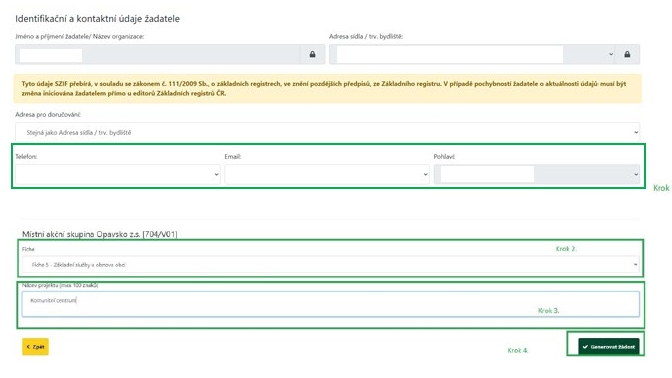 Identifikační a kontaktní údaje žadatele
Jméno a příjmení žadatele/ Název organizace:
Adresa sídla / trv. bydliště:
Tyto údaje SZIF přebírá, v souladu se zákonem č. 111/2009 Sb., o základních registrech, ve znění pozdějších předpisů, ze Základního registru. V případě pochybností žadatele o aktuálnosti údajů musí být
změna iniciována žadatelem přímo u editorů Základních registrů ČR.
Adresa pro doručování:
Stejná jako Adresa sídla / trv. bydliště
Telefon:
Email:
Pohlaví:
Krok
Místní akční skupina Opavsko z.s. [704/V01]
Fiche
Krok 2.
Fiche 5 - Základní služby a obnova obcí
Název projektu (max 100 znaků)
Komunitní centrum
Krok 3.
< Zpět
Krok 4.
Generovat žádost